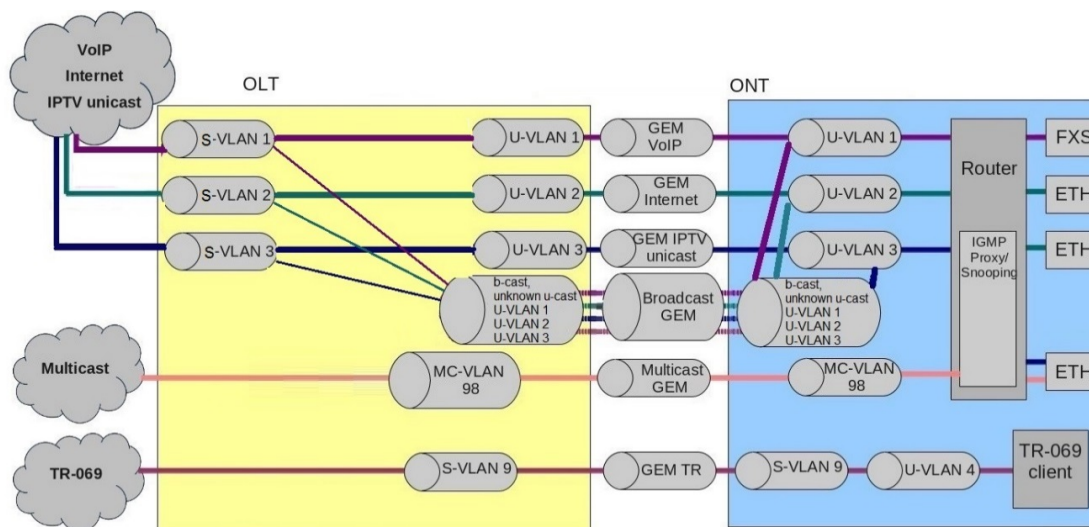 VoIP
Internet
IPTV unicast
OLT
ONT
S-VLAN 1
U-VLAN 1
GEM
VoIP
U-VLAN 1
Router
FXS
S-VLAN 2
U-VLAN 2
GEM
Internet
U-VLAN 2
ETH
S-VLAN 3
U-VLAN 3
GEM IPTV
unicast
U-VLAN 3
IGMP
Proxy/
Snooping
ETH
b-cast,
unknown u-cast
U-VLAN 1
U-VLAN 2
U-VLAN 3
Broadcast
GEM
b-cast,
unknown u-cast
U-VLAN 1
U-VLAN 2
U-VLAN 3
Multicast
MC-VLAN
98
Multicast
GEM
MC-VLAN
98
ETH
TR-069
S-VLAN 9
GEM TR
S-VLAN 9
U-VLAN 4
TR-069
client